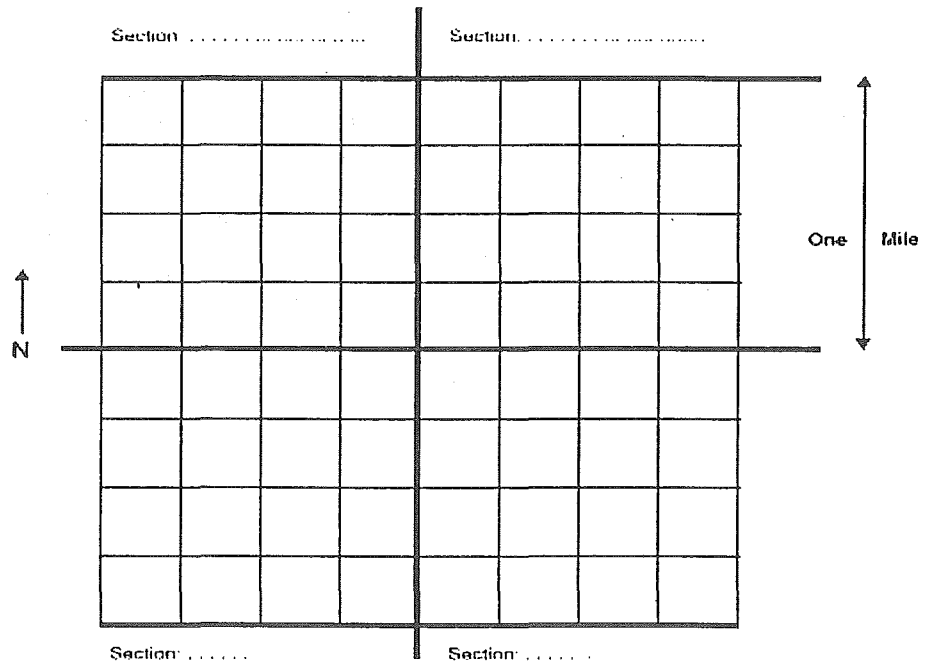 Section . . . . . . . . . . . . . . . . . .
Section: . . . . . . . . . . . . . . . . . .
One Mile
N
Section: . . . . . .
Section: . . . . . .